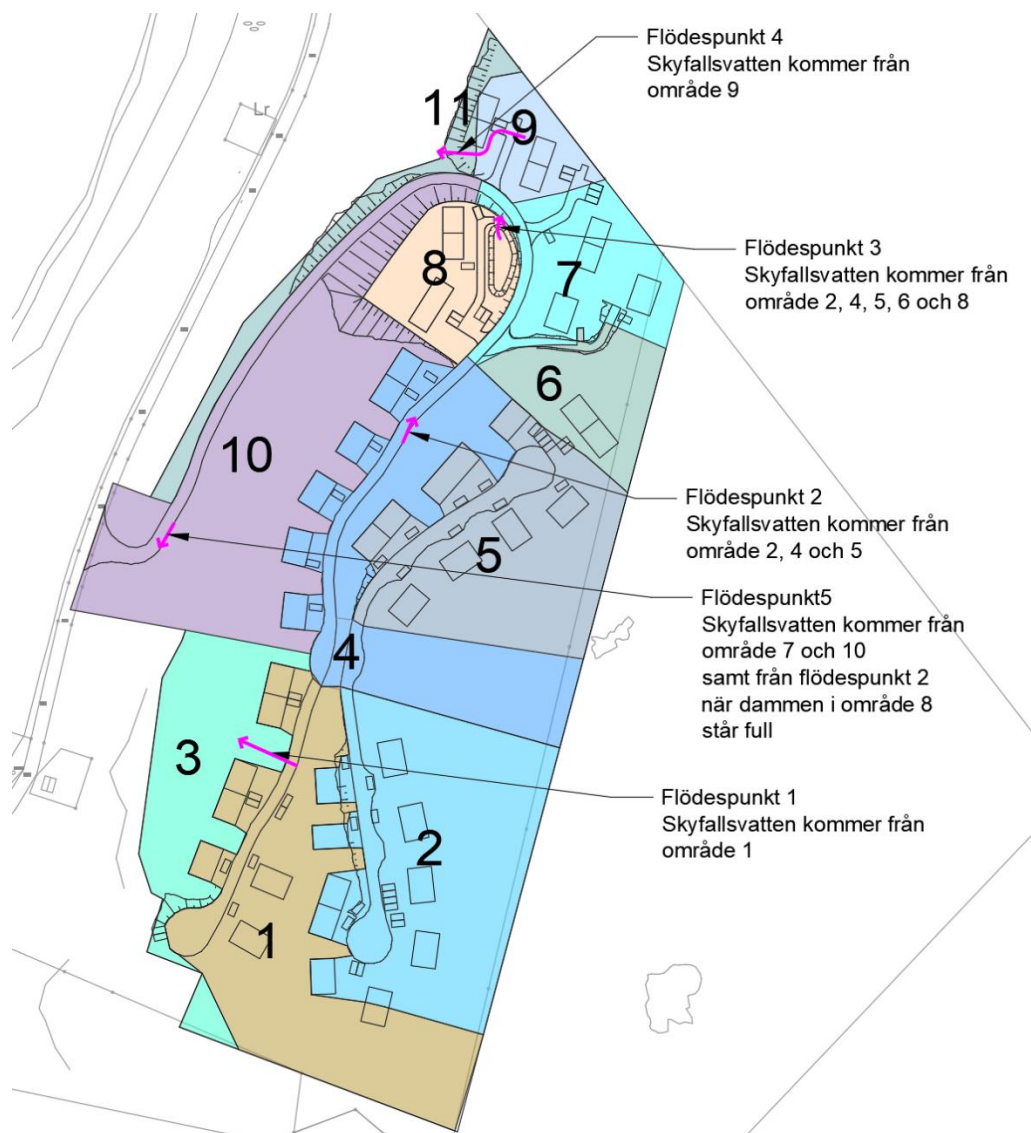 Flödespunkt 4
Skyfallsvatten kommer från
område 9
Lr
11
9
Flödespunkt 3
Skyfallsvatten kommer från
område 2, 4, 5, 6 och 8
8
7
6
10
Flödespunkt 2
Skyfallsvatten kommer från
område 2, 4 och 5
5
Flödespunkt5
Skyfallsvatten kommer från
område 7 och 10
samt från flödespunkt 2
när dammen i område 8
står full
4
3
Flödespunkt 1
Skyfallsvatten kommer från
område 1
2
1